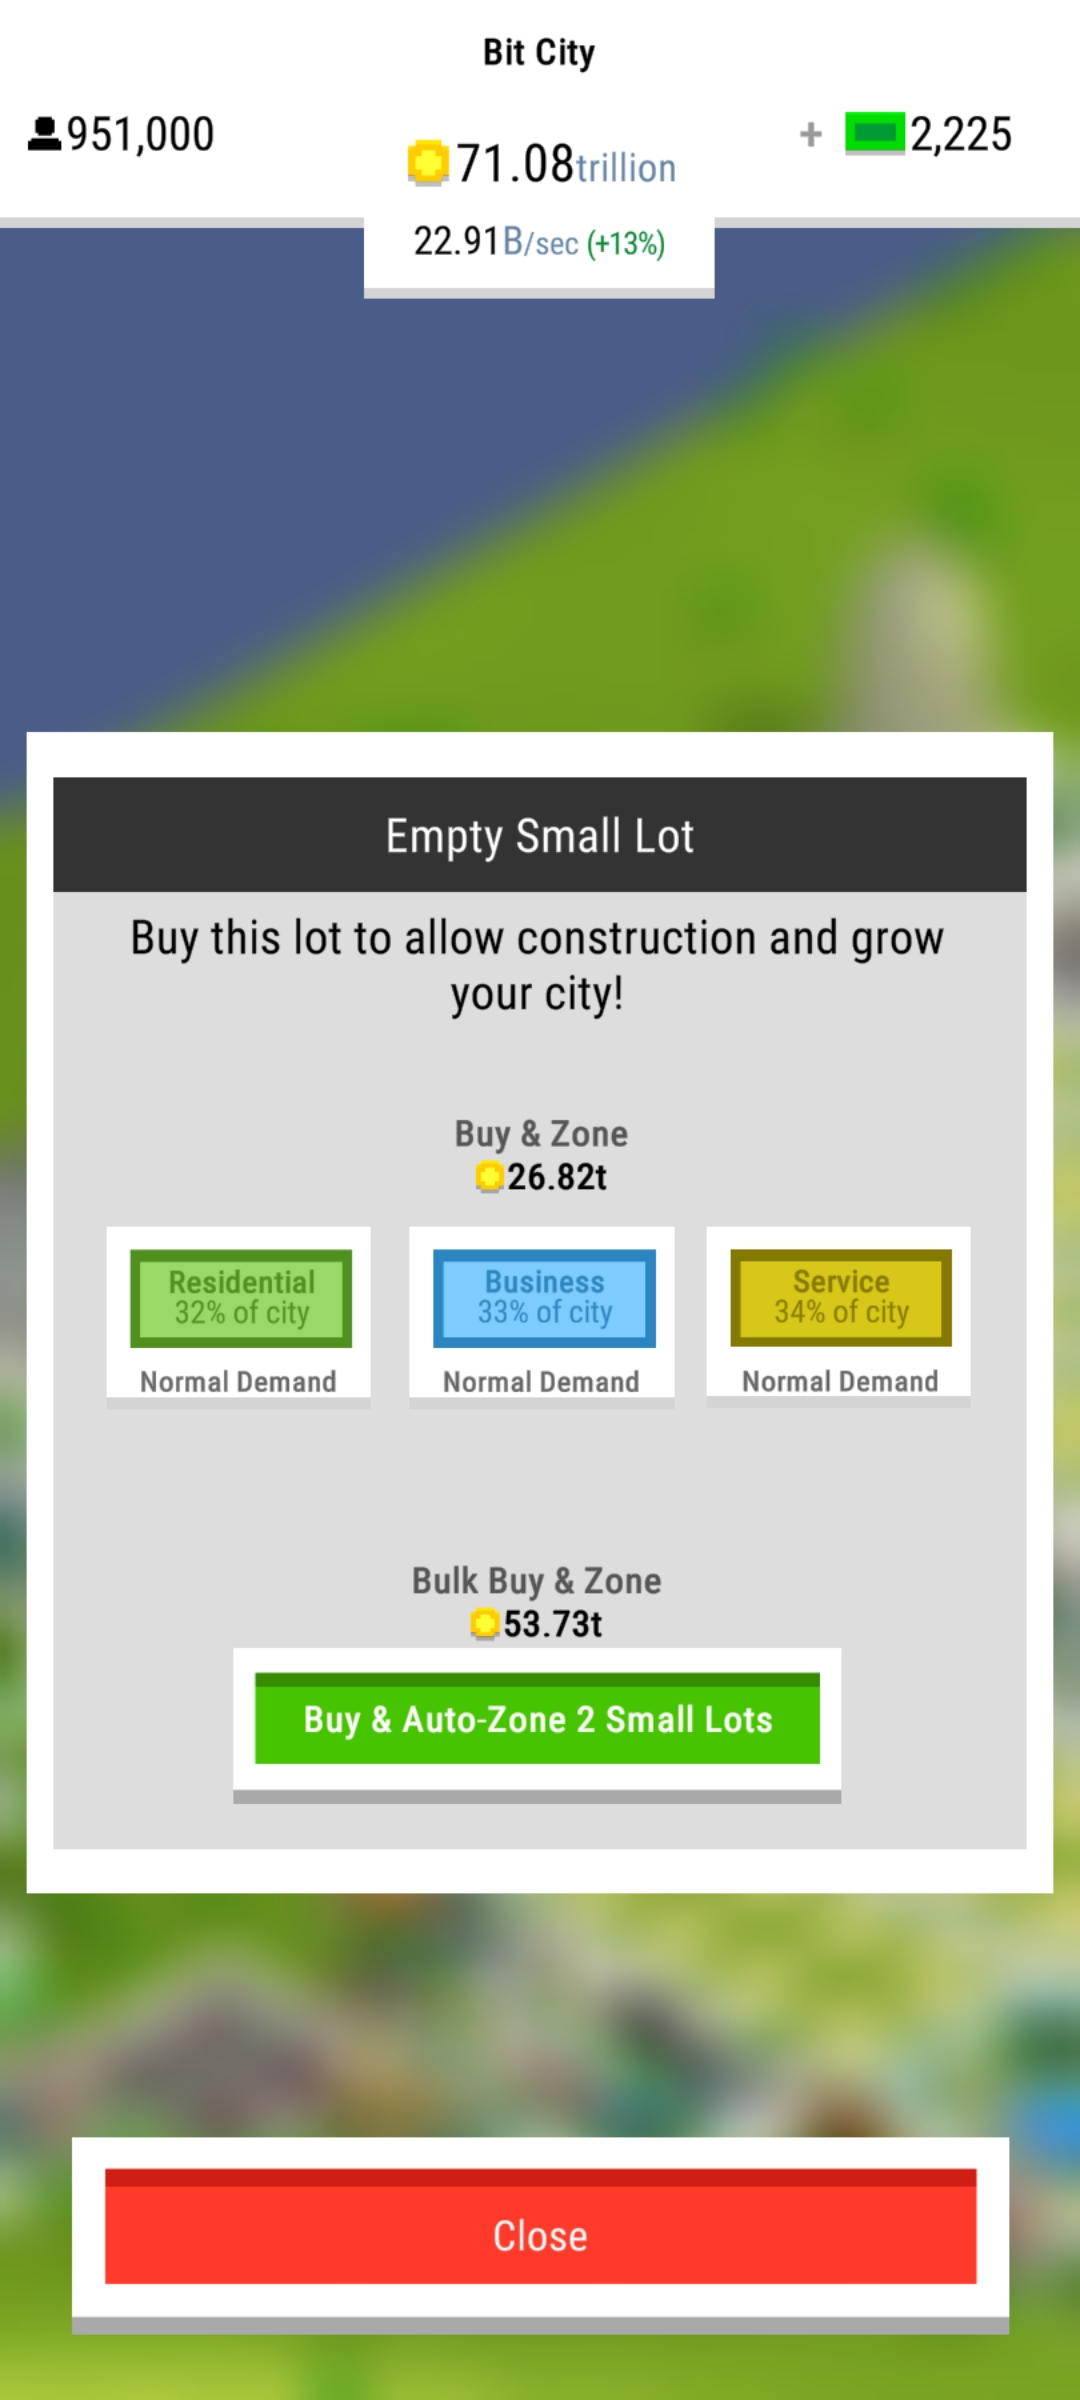 Bit City
951,000
71.08trillion
+ 2,225
22.91B/sec (+13%)
Empty Small Lot
Buy this lot to allow construction and grow
your city!
Buy & Zone
26.82t
Residential
32% of city
Normal Demand
Business
33% of city
Normal Demand
Service
34% of city
Normal Demand
Bulk Buy & Zone
53.73t
Buy & Auto-Zone 2 Small Lots
Close